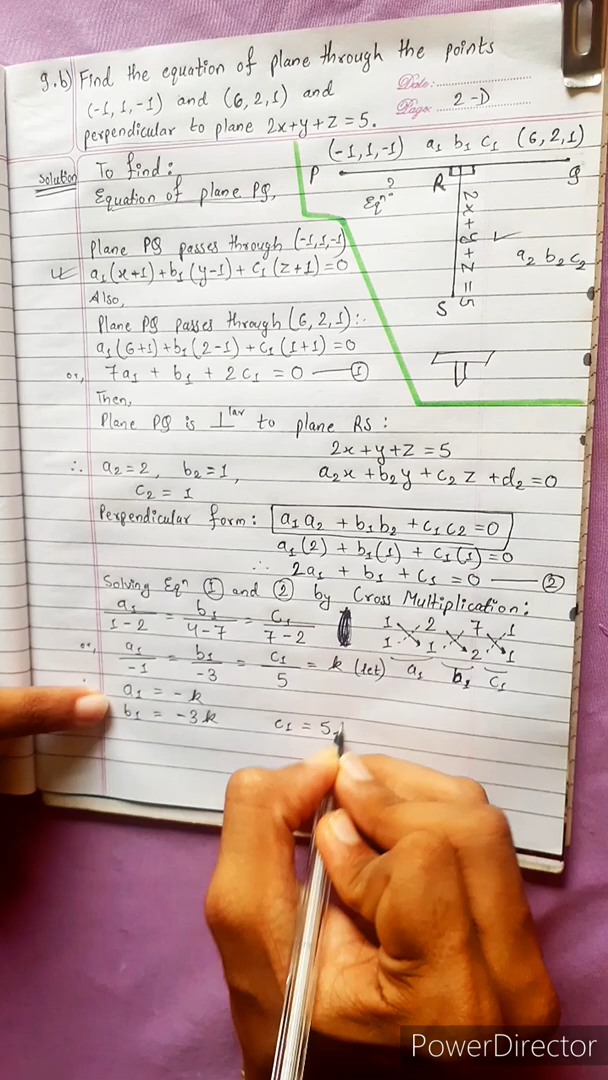 9.b) Find the equation of plane through the points
(-1, 1, -1) and (6, 2, 1) and
perpendicular to plane 2x+y+z = 5.
Date:
Page: 2-D
Solution
To find:
Equation of plane PQ,
(-1,1,-1) a₁ b₁ c₁ (6,2,1)
P R Q
?
Eqⁿ
2x+y+z=5
a₂ b₂ c₂
S
Plane PQ passes through (-1,1,-1)
a₁(x+1)+b₁(y-1)+c₁(z+1)=0
Also,
Plane PQ passes through (6,2,1):-
a₁(6+1)+b₁(2-1)+c₁(1+1)=0
or, 7a₁ + b₁ + 2c₁ = 0 — ①
Then,
Plane PQ is ⊥lar to plane RS:
2x+y+z=5
∴ a₂=2, b₂=1, a₂x+b₂y+c₂z+d₂=0
c₂ = 1
Perpendicular form: a₁a₂ + b₁b₂ + c₁c₂ = 0
a₁(2) + b₁(1) + c₁(1) = 0
∴ 2a₁ + b₁ + c₁ = 0 — ②
Solving Eqⁿ ① and ② by Cross Multiplication:
a₁/1-2 = b₁/4-7 = c₁/7-2
1 2 7 1
1 1 2 1
or, a₁/-1 = b₁/-3 = c₁/5 = k (let) a₁ b₁ c₁
∴ a₁ = -k
b₁ = -3k c₁ = 5
PowerDirector